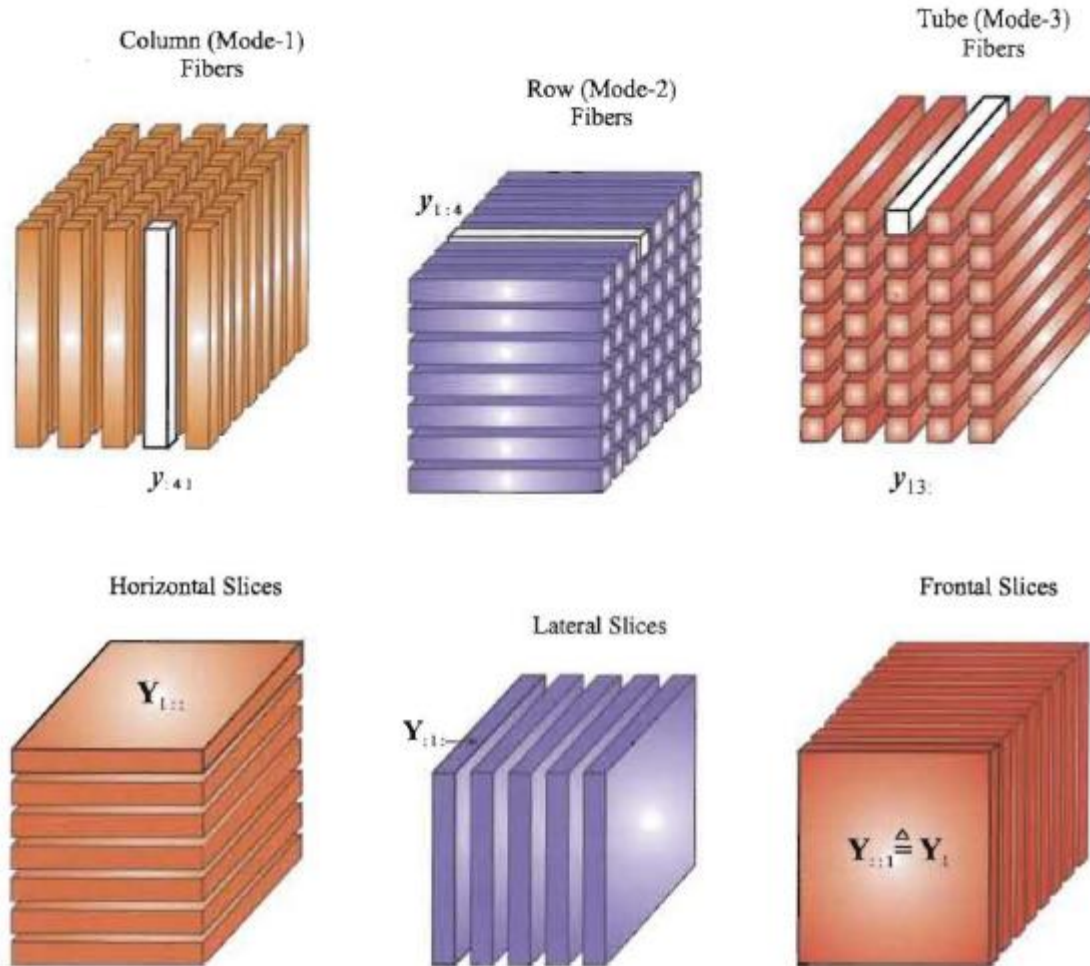 Column (Mode-1)
Fibers
Row (Mode-2)
Fibers
Tube (Mode-3)
Fibers
y:41
y1:4
y13:
Horizontal Slices
Lateral Slices
Frontal Slices
Y1::
Y:1:
Y::1 ≜ Y1